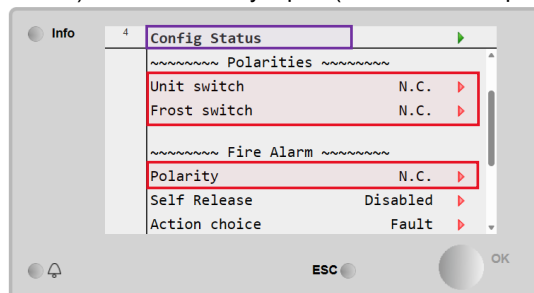 Info
4 Config Status
~~~~~~~~ Polarities ~~~~~~~~
Unit switch N.C.
Frost switch N.C.
~~~~~~~~ Fire Alarm ~~~~~~~~
Polarity N.C.
Self Release Disabled
Action choice Fault
ESC
OK